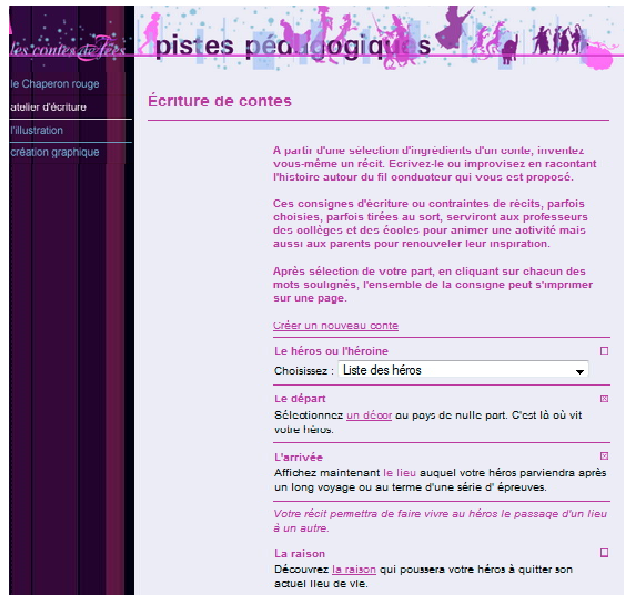 les contes de fées
pistes pédagogiques
le Chaperon rouge
atelier d'écriture
l'illustration
création graphique
Écriture de contes
A partir d'une sélection d'ingrédients d'un conte, inventez
vous-même un récit. Ecrivez-le ou improvisez en racontant
l'histoire autour du fil conducteur qui vous est proposé.
Ces consignes d'écriture ou contraintes de récits, parfois
choisies, parfois tirées au sort, serviront aux professeurs
des collèges et des écoles pour animer une activité mais
aussi aux parents pour renouveler leur inspiration.
Après sélection de votre part, en cliquant sur chacun des
mots soulignés, l'ensemble de la consigne peut s'imprimer
sur une page.
Créer un nouveau conte
Le héros ou l'héroine
Choisissez : Liste des héros
Le départ
Sélectionnez un décor au pays de nulle part. C'est là où vit
votre héros.
L'arrivée
Affichez maintenant le lieu auquel votre héros parviendra après
un long voyage ou au terme d'une série d' épreuves.
Votre récit permettra de faire vivre au héros le passage d'un lieu
à un autre.
La raison
Découvrez la raison qui poussera votre héros à quitter son
actuel lieu de vie.